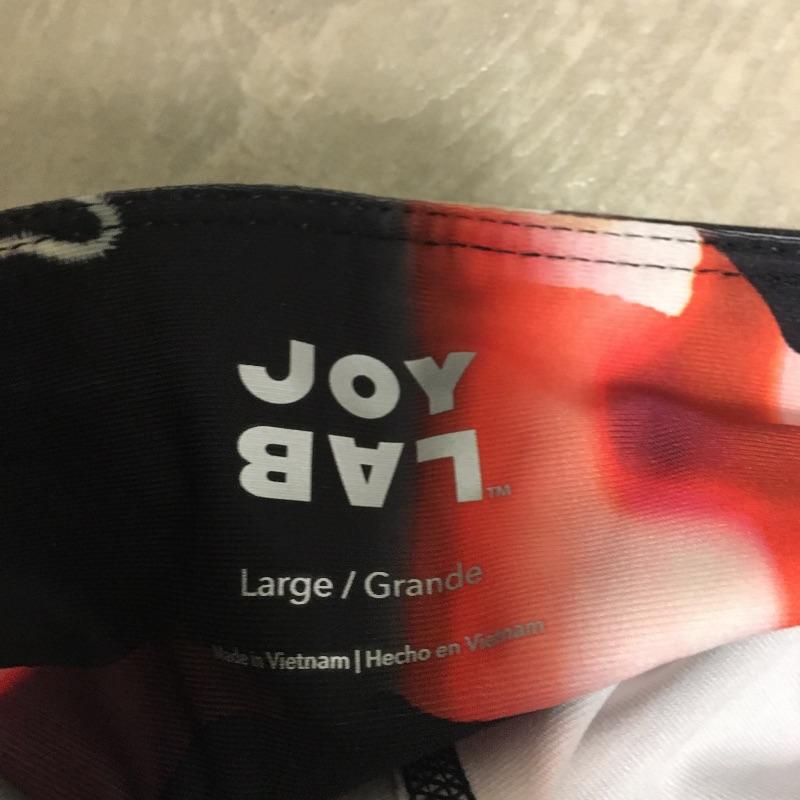 JOY
LAB™
Large / Grande
Made in Vietnam | Hecho en Vietnam